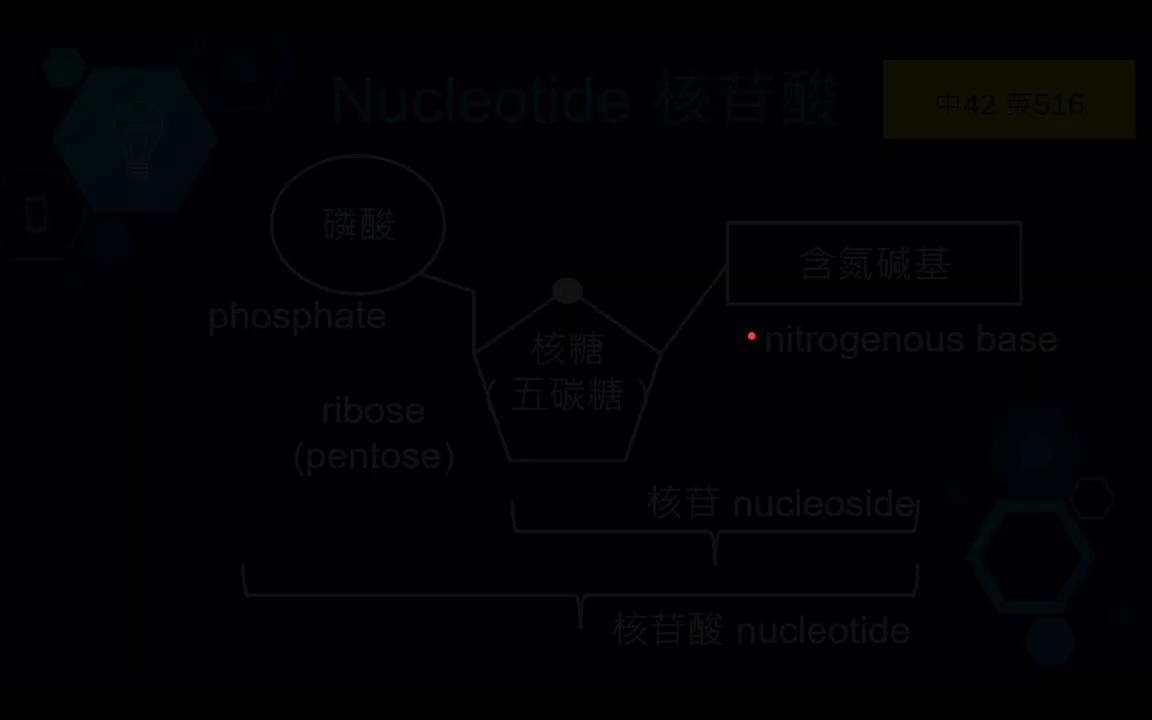 Nucleotide 核苷酸
中42 英516
磷酸
含氮碱基
phosphate
nitrogenous base
核糖
（五碳糖）
ribose
(pentose)
核苷 nucleoside
核苷酸 nucleotide